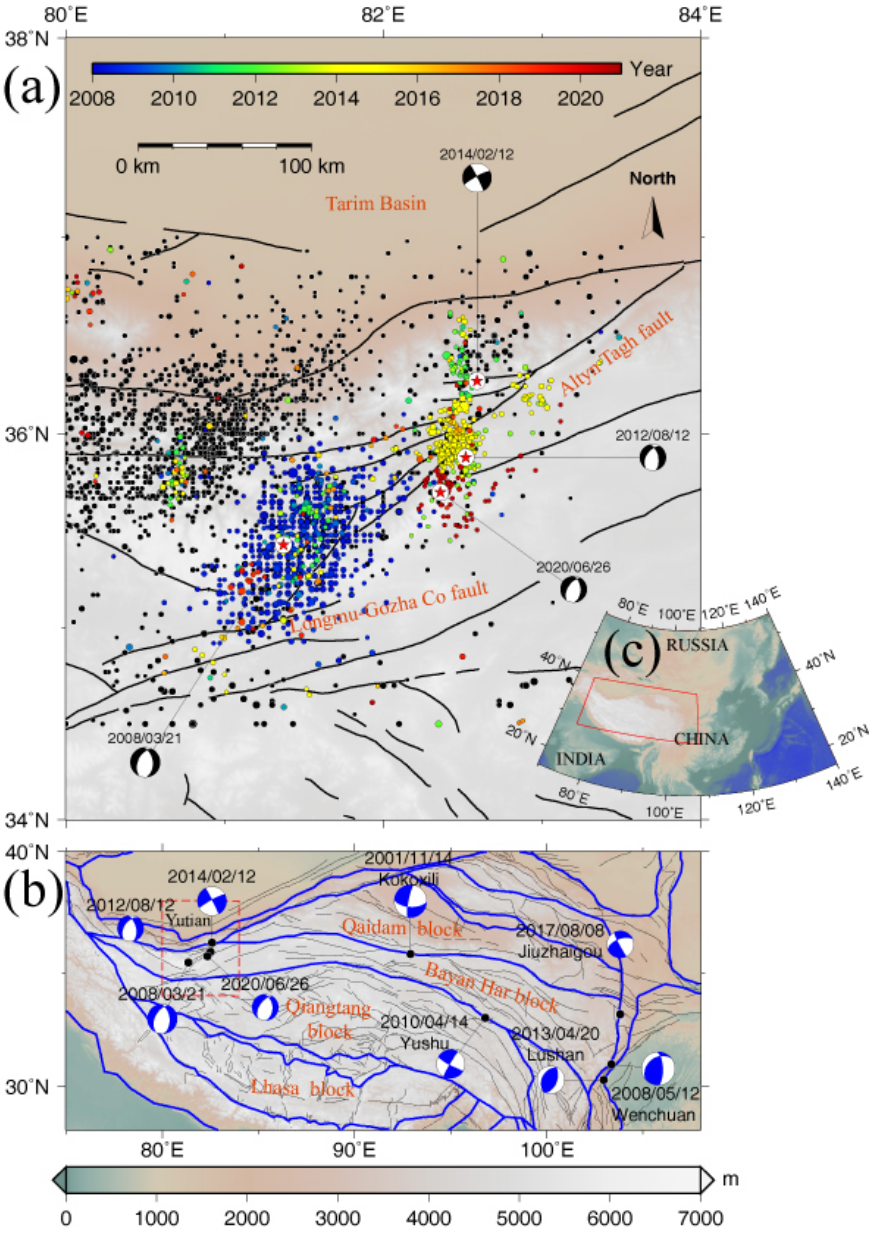 80°E 82°E 84°E
38°N
(a)
Year
2008 2010 2012 2014 2016 2018 2020
0 km 100 km
2014/02/12
North
Tarim Basin
Altyn Tagh fault
36°N
2012/08/12
2020/06/26
Longmu-Gozha Co fault
2008/03/21
34°N
(c)
80°E 100°E 120°E 140°E
RUSSIA
40°N 40°N
CHINA
20°N 20°N
INDIA
80°E 100°E 120°E 140°E
40°N
(b)
2001/11/14
Kokoxili
2014/02/12
2012/08/12
Yutian
Qaidam block
2017/08/08
Jiuzhaigou
Bayan Har block
2020/06/26
2008/03/21
Qiangtang
block
2010/04/14
Yushu
2013/04/20
Lushan
30°N
Lhasa block
2008/05/12
Wenchuan
80°E 90°E 100°E
m
0 1000 2000 3000 4000 5000 6000 7000